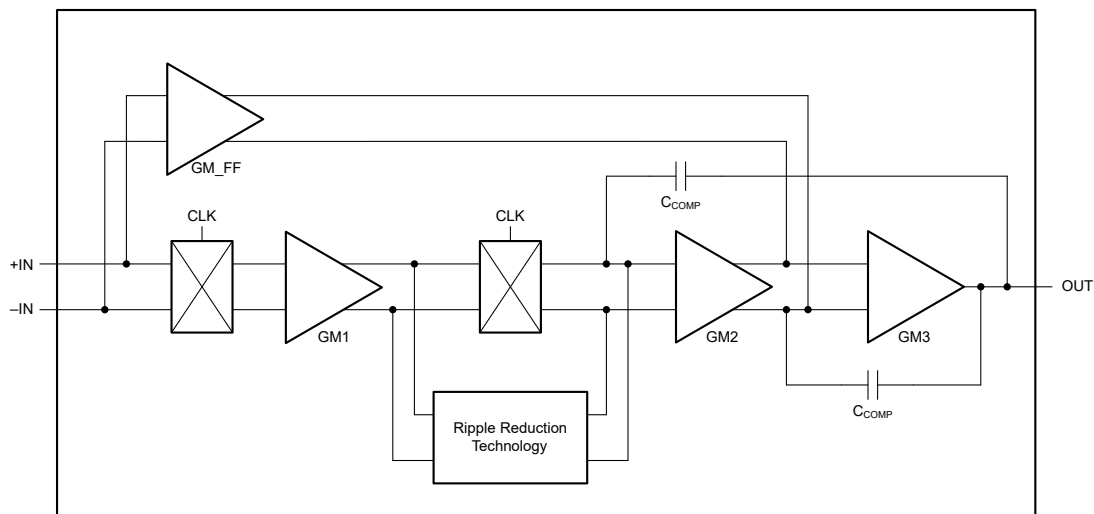 GM_FF
CLK
CLK
C_COMP
+IN
–IN
OUT
GM1
GM2
GM3
Ripple Reduction
Technology
C_COMP